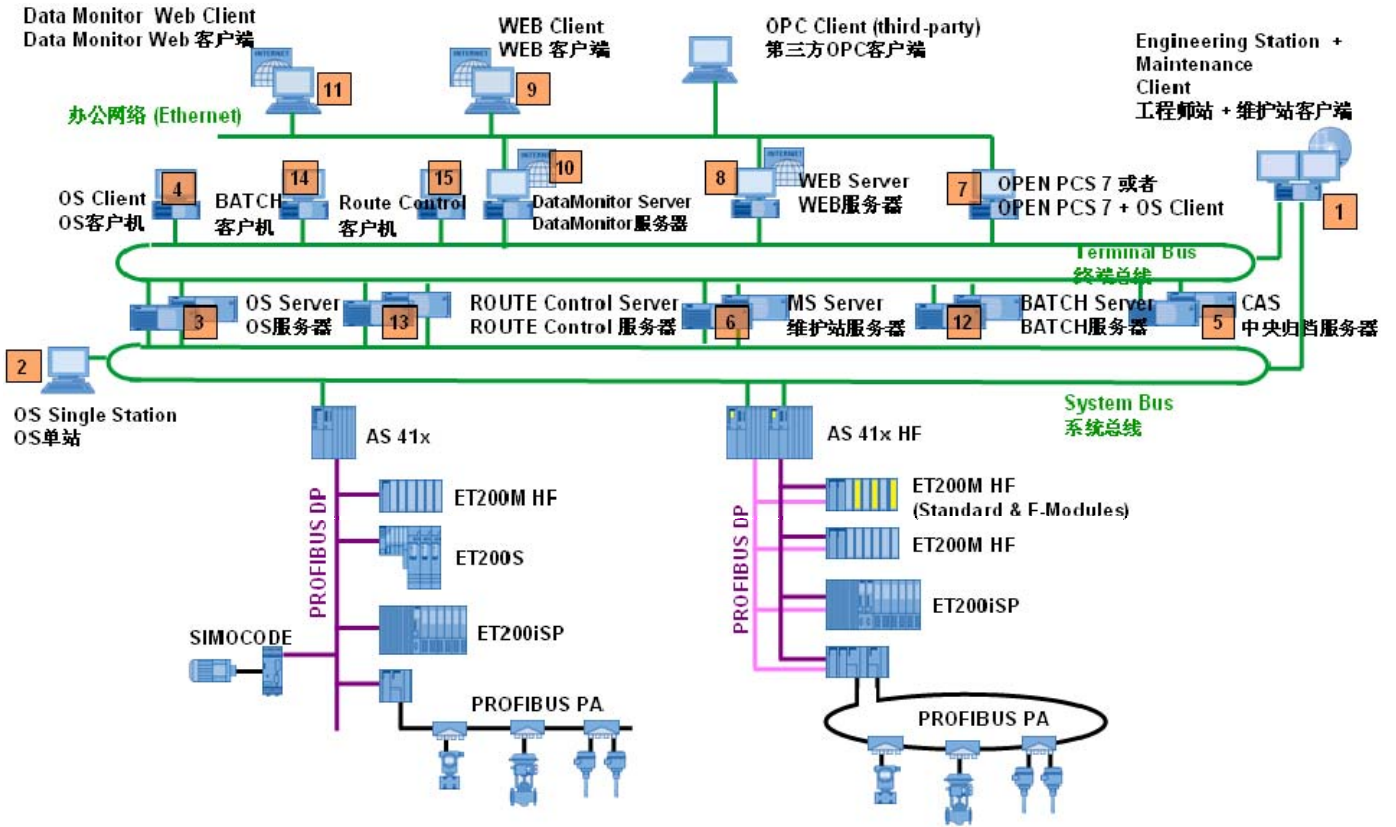 Data Monitor Web Client
Data Monitor Web 客户端
11
WEB Client
WEB 客户端
9
OPC Client (third-party)
第三方OPC客户端
Engineering Station +
Maintenance
Client
工程师站 + 维护站客户端
1
办公网络 (Ethernet)
INTERNET
INTERNET
INTERNET
INTERNET
4
OS Client
OS客户机
14
BATCH
客户机
15
Route Control
客户机
10
DataMonitor Server
DataMonitor服务器
8
WEB Server
WEB服务器
7
OPEN PCS 7 或者
OPEN PCS 7 + OS Client
Terminal Bus
终端总线
3
OS Server
OS服务器
13
ROUTE Control Server
ROUTE Control 服务器
6
MS Server
维护站服务器
12
BATCH Server
BATCH服务器
5
CAS
中央归档服务器
2
OS Single Station
OS单站
System Bus
系统总线
AS 41x
AS 41x HF
PROFIBUS DP
ET200M HF
ET200S
ET200iSP
SIMOCODE
PROFIBUS PA
PROFIBUS DP
ET200M HF
(Standard & F-Modules)
ET200M HF
ET200iSP
PROFIBUS PA